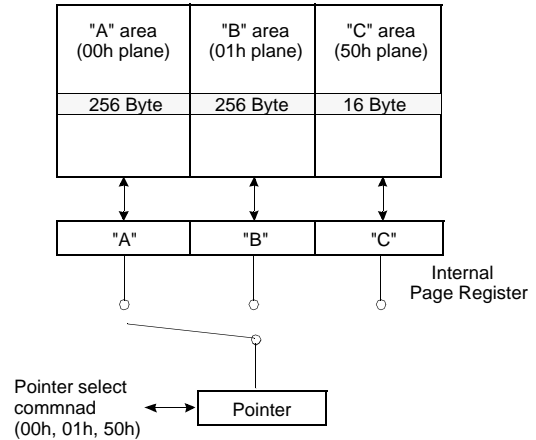 "A" area
(00h plane)
"B" area
(01h plane)
"C" area
(50h plane)
256 Byte
256 Byte
16 Byte
"A"
"B"
"C"
Internal
Page Register
Pointer select
commnad
(00h, 01h, 50h)
Pointer